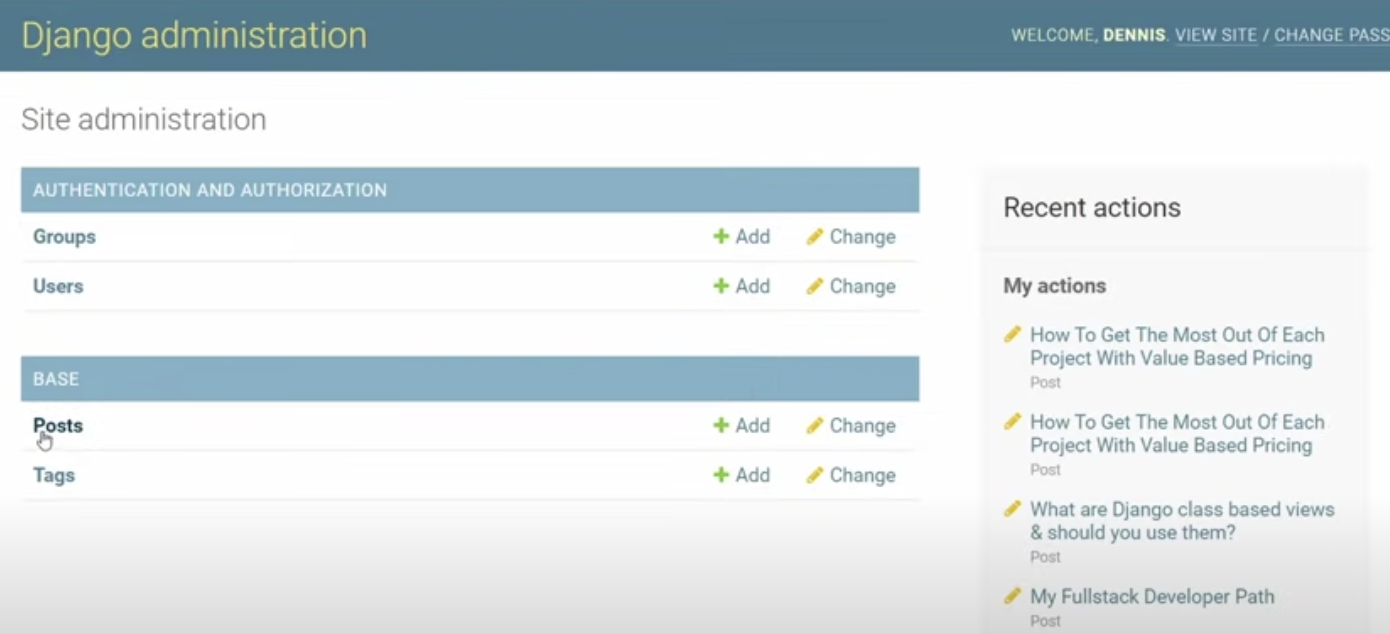 Django administration
WELCOME, DENNIS. VIEW SITE / CHANGE PASS
Site administration
AUTHENTICATION AND AUTHORIZATION
Groups Add Change
Users Add Change
BASE
Posts Add Change
Tags Add Change
Recent actions
My actions
How To Get The Most Out Of Each
Project With Value Based Pricing
Post
How To Get The Most Out Of Each
Project With Value Based Pricing
Post
What are Django class based views
& should you use them?
Post
My Fullstack Developer Path
Post